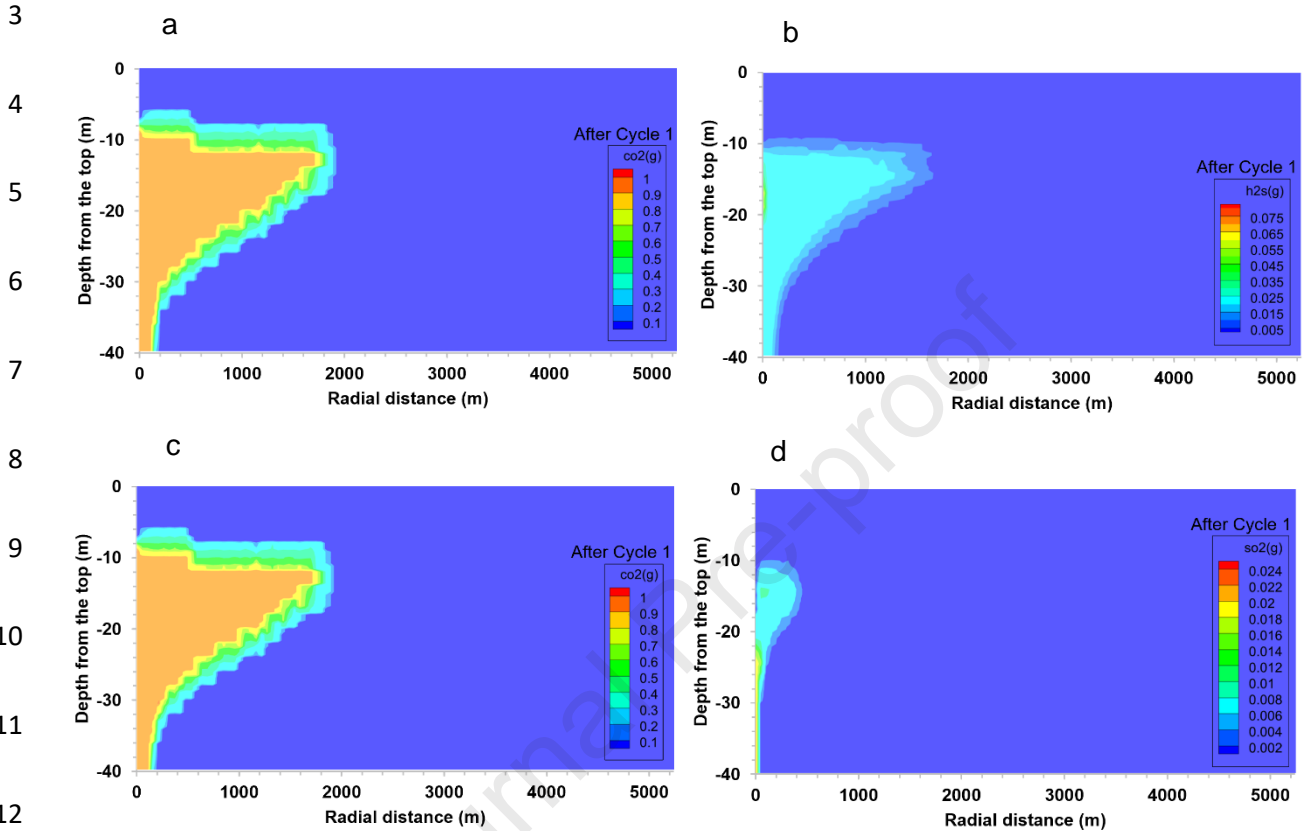 3
a
b
0
4
After Cycle 1
co2(g)
1
0.9
0.8
0.7
0.6
0.5
0.4
0.3
0.2
0.1
-10
5
-20
6
-30
7
-40
Depth from the top (m)
0 1000 2000 3000 4000 5000
Radial distance (m)
0
-10
-20
-30
-40
Depth from the top (m)
After Cycle 1
h2s(g)
0.075
0.065
0.055
0.045
0.035
0.025
0.015
0.005
0 1000 2000 3000 4000 5000
Radial distance (m)
8
c
d
0
9
-10
10
-20
11
-30
-40
12
Depth from the top (m)
After Cycle 1
co2(g)
1
0.9
0.8
0.7
0.6
0.5
0.4
0.3
0.2
0.1
0 1000 2000 3000 4000 5000
Radial distance (m)
0
-10
-20
-30
-40
Depth from the top (m)
After Cycle 1
so2(g)
0.024
0.022
0.02
0.018
0.016
0.014
0.012
0.01
0.008
0.006
0.004
0.002
0 1000 2000 3000 4000 5000
Radial distance (m)
urnal Pre-proof